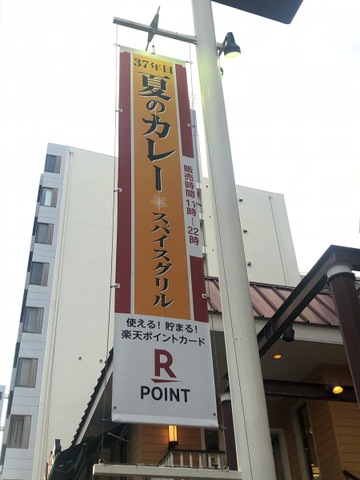 37年目
夏のカレー
スパイスグリル
販売時間 11時―22時
使える!貯まる!
楽天ポイントカード
R
POINT